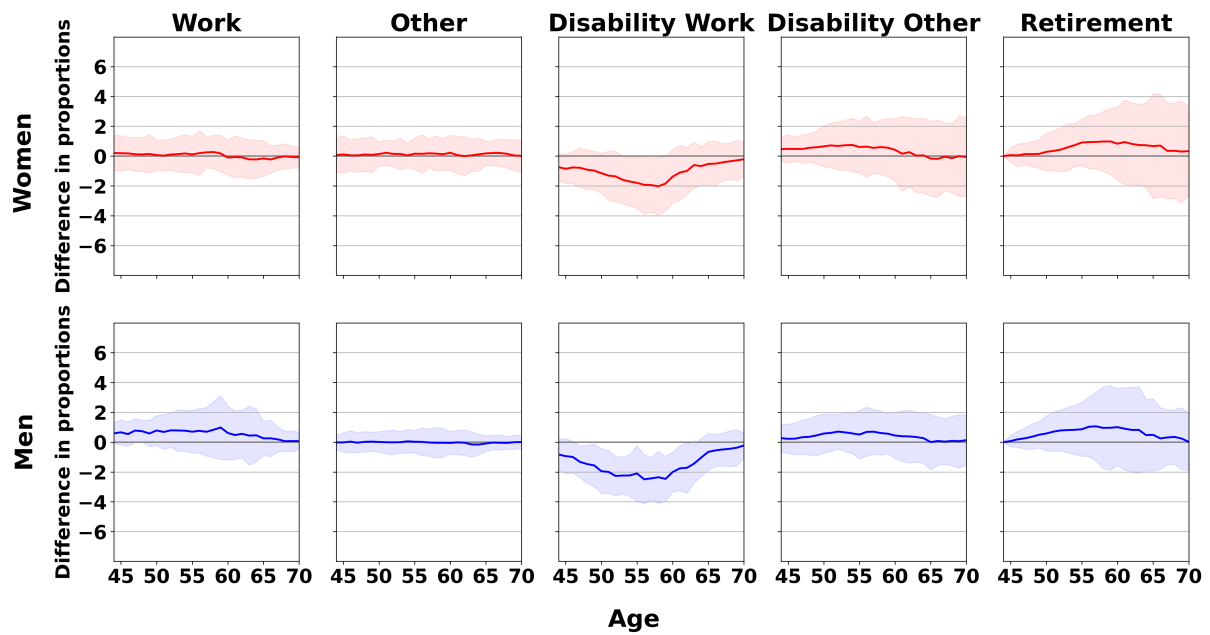 Work Other Disability Work Disability Other Retirement
Women
Difference in proportions
6
4
2
0
−2
−4
−6
Men
Difference in proportions
6
4
2
0
−2
−4
−6
45 50 55 60 65 70 45 50 55 60 65 70 45 50 55 60 65 70 45 50 55 60 65 70 45 50 55 60 65 70
Age